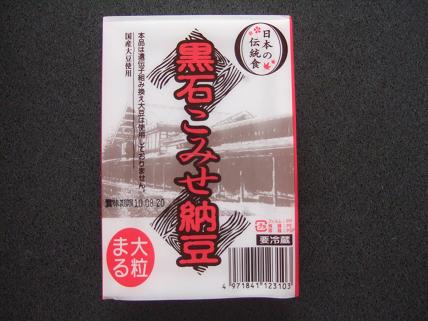 日本の
伝統食
黒石こみせ納豆
本品は遺伝子組み換え大豆は使用しておりません。
国産大豆使用
賞味期限10.08.20
大粒
まる
要冷蔵
4 971841 123103